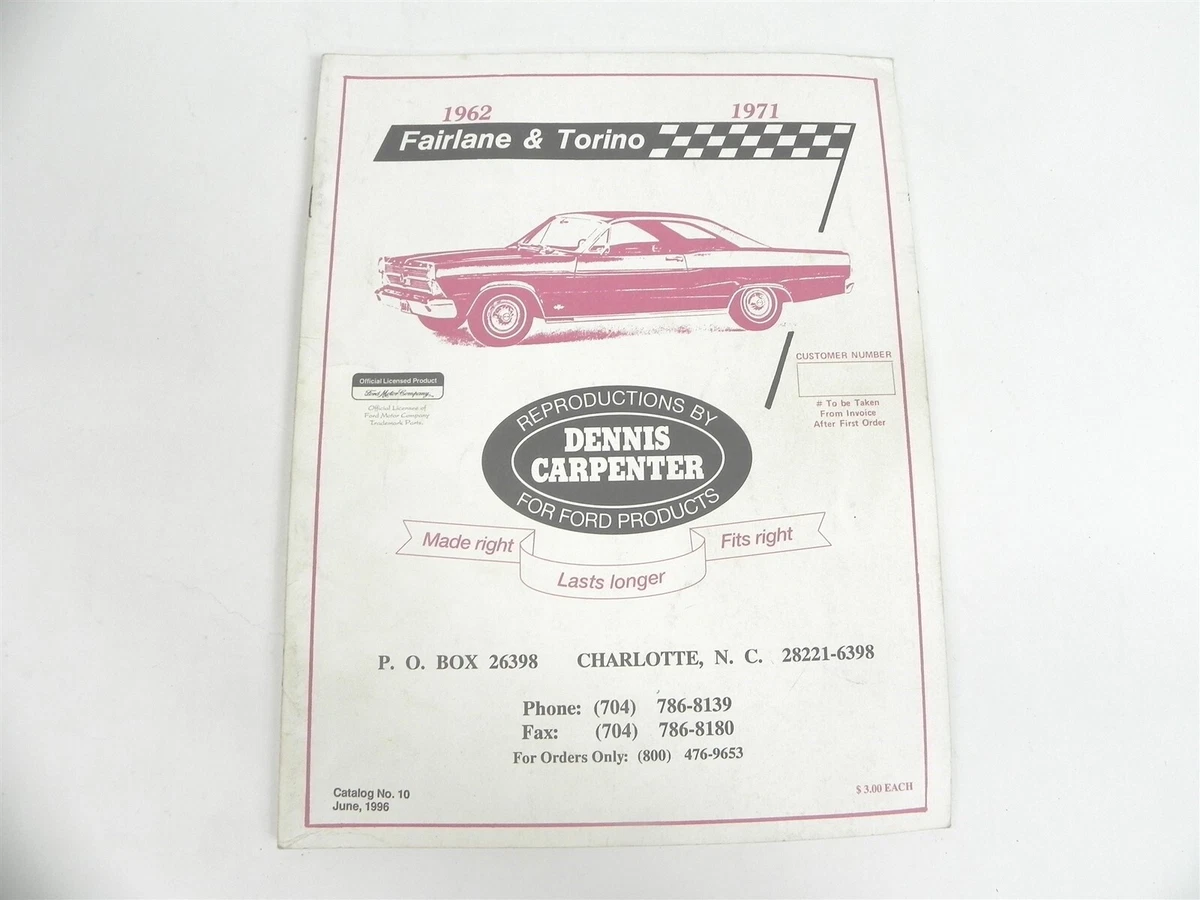 1962 1971
Fairlane & Torino
CUSTOMER NUMBER
# To be Taken
From Invoice
After First Order
Official Licensed Product
Ford Motor Company
Official Licensee of
Ford Motor Company
Trademark Parts.
REPRODUCTIONS BY
DENNIS
CARPENTER
FOR FORD PRODUCTS
Made right
Lasts longer
Fits right
P. O. BOX 26398 CHARLOTTE, N. C. 28221-6398
Phone: (704) 786-8139
Fax: (704) 786-8180
For Orders Only: (800) 476-9653
Catalog No. 10
June, 1996
$ 3.00 EACH